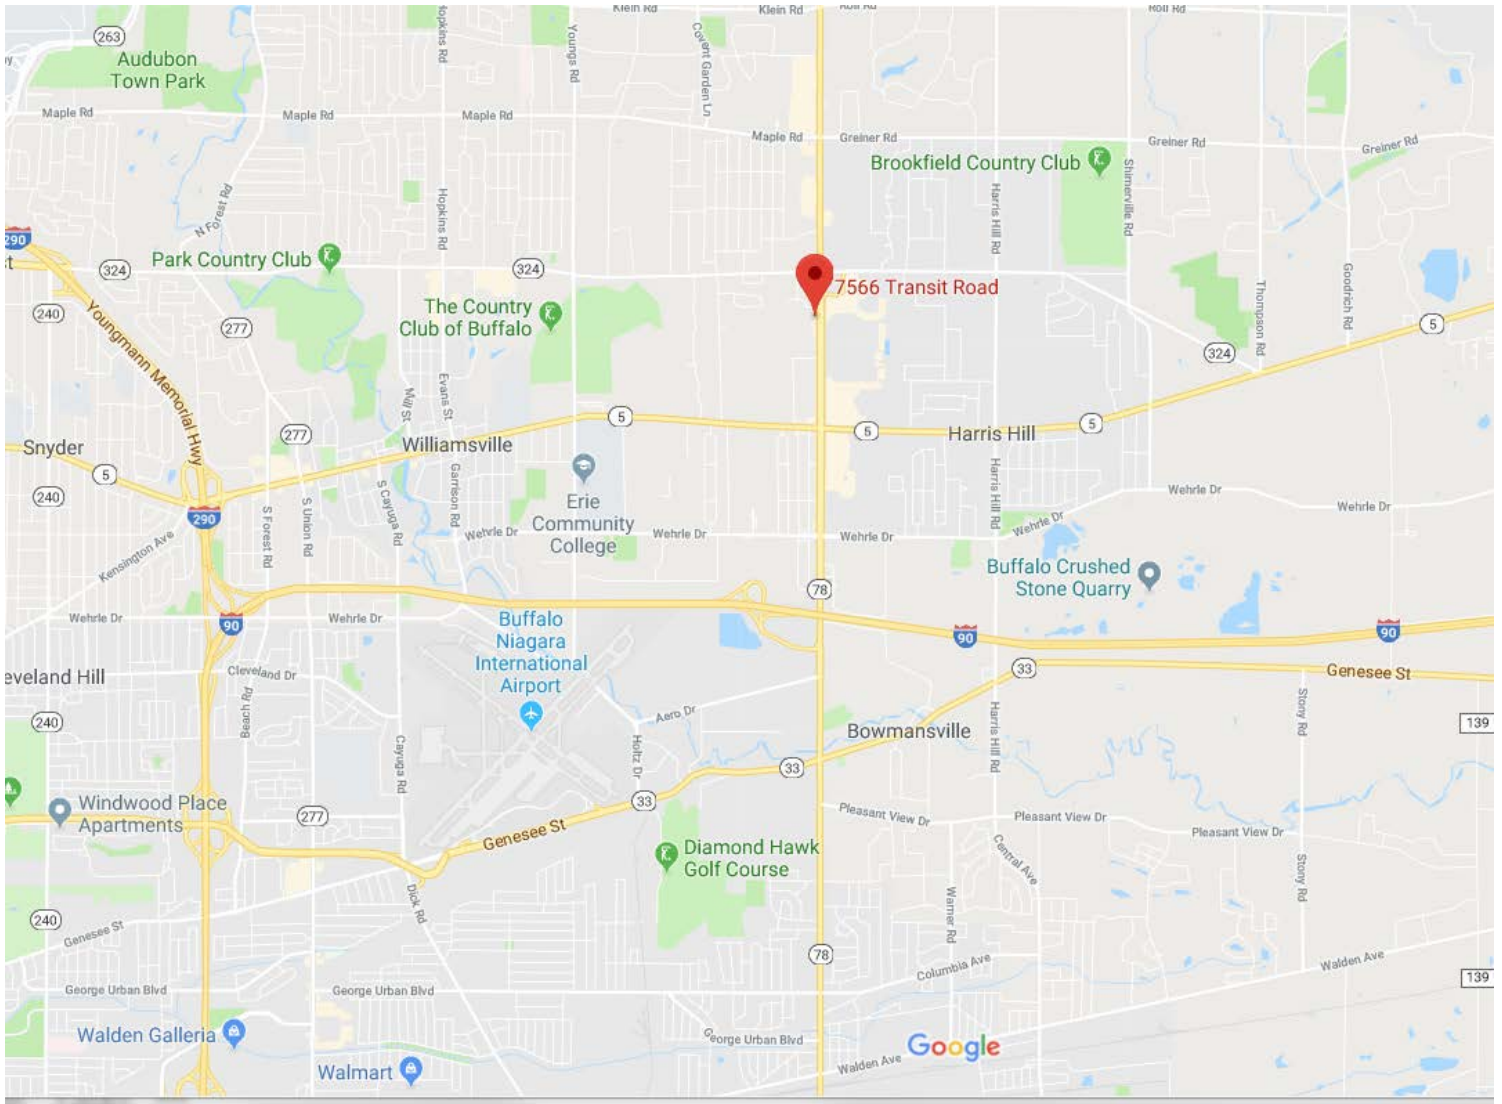 Klein Rd
Klein Rd
Roll Rd
Roll Rd
263
Hopkins Rd
Youngs Rd
Covent Garden Ln
Audubon
Town Park
Maple Rd
Maple Rd
Maple Rd
Maple Rd
Greiner Rd
Greiner Rd
Greiner Rd
Brookfield Country Club
Shimerville Rd
N Forest Rd
Hopkins Rd
Harris Hill Rd
290
324
Park Country Club
324
7566 Transit Road
Thompson Rd
Goodrich Rd
240
The Country
Club of Buffalo
277
5
324
Youngmann Memorial Hwy
Mill St
Evans St
5
5
5
277
Snyder
Williamsville
Harris Hill
5
240
290
S Forest Rd
S Union Rd
S Cayuga Rd
Garrison Rd
Erie
Community
College
Harris Hill Rd
Wehrle Dr
Wehrle Dr
Wehrle Dr
Wehrle Dr
Wehrle Dr
Wehrle Dr
Kensington Ave
Buffalo Crushed
Stone Quarry
78
Wehrle Dr
90
Wehrle Dr
Buffalo
Niagara
International
Airport
90
90
33
Genesee St
eveland Hill
Cleveland Dr
Beach Rd
240
Aero Dr
Holtz Dr
Cayuga Rd
Bowmansville
Harris Hill Rd
Stony Rd
139
33
33
Windwood Place
Apartments
277
Genesee St
Pleasant View Dr
Pleasant View Dr
Pleasant View Dr
Diamond Hawk
Golf Course
Central Ave
Stony Rd
Dick Rd
Warner Rd
240
Genesee St
78
Columbia Ave
Walden Ave
139
George Urban Blvd
George Urban Blvd
Walden Galleria
George Urban Blvd
Google
Walmart
Walden Ave